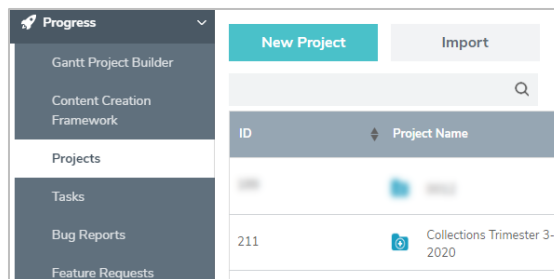 Progress
Gantt Project Builder
Content Creation
Framework
Projects
Tasks
Bug Reports
Feature Requests
New Project
Import
ID
Project Name
211
Collections Trimester 3-
2020